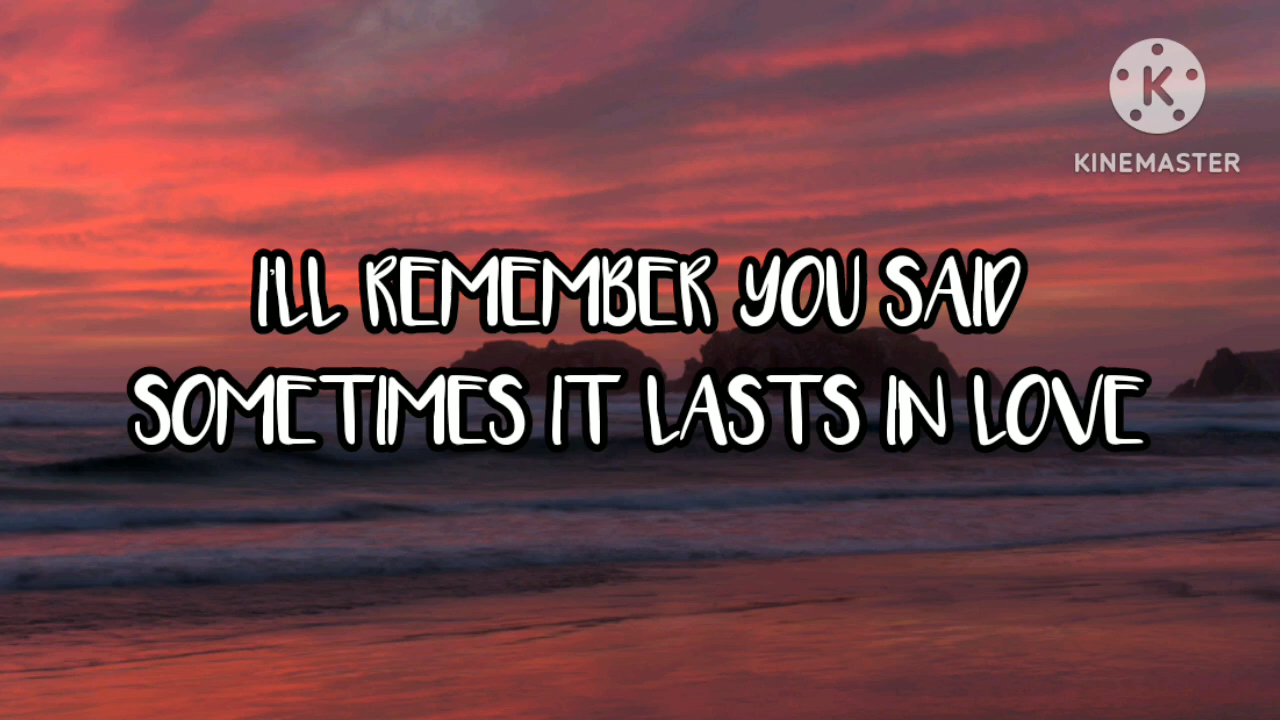 K
KINEMASTER
I'LL REMEMBER YOU SAID
SOMETIMES IT LASTS IN LOVE